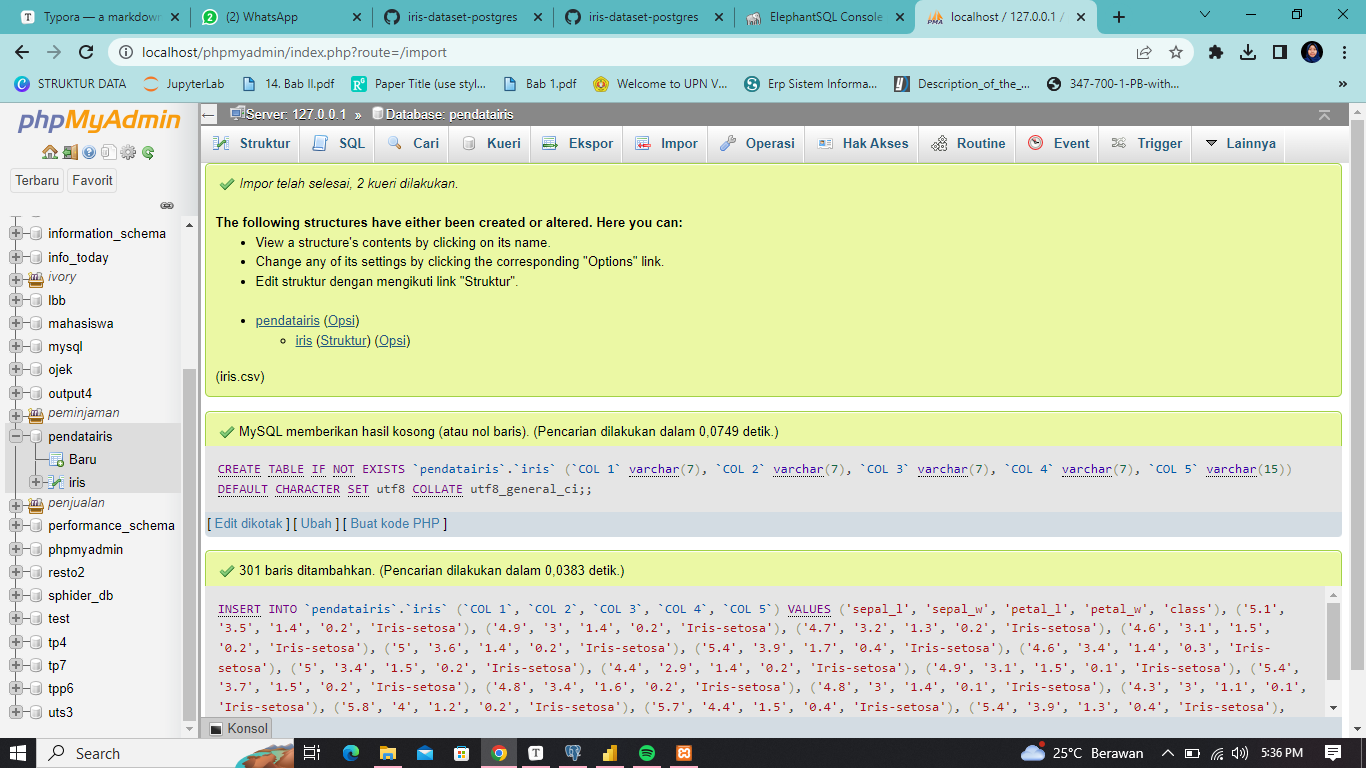 Typora — a markdown
(2) WhatsApp
iris-dataset-postgres
iris-dataset-postgres
ElephantSQL Console
localhost / 127.0.0.1 /
localhost/phpmyadmin/index.php?route=/import
STRUKTUR DATA
JupyterLab
14. Bab II.pdf
Paper Title (use styl...
Bab 1.pdf
Welcome to UPN V...
Erp Sistem Informa...
Description_of_the_...
347-700-1-PB-with...
»
phpMyAdmin
Terbaru
Favorit
information_schema
info_today
ivory
lbb
mahasiswa
mysql
ojek
output4
peminjaman
pendatairis
Baru
iris
penjualan
performance_schema
phpmyadmin
resto2
sphider_db
test
tp4
tp7
tpp6
uts3
Server: 127.0.0.1 » Database: pendatairis
Struktur
SQL
Cari
Kueri
Ekspor
Impor
Operasi
Hak Akses
Routine
Event
Trigger
Lainnya
Impor telah selesai, 2 kueri dilakukan.
The following structures have either been created or altered. Here you can:
• View a structure's contents by clicking on its name.
• Change any of its settings by clicking the corresponding "Options" link.
• Edit struktur dengan mengikuti link "Struktur".
• pendatairis (Opsi)
iris (Struktur) (Opsi)
(iris.csv)
MySQL memberikan hasil kosong (atau nol baris). (Pencarian dilakukan dalam 0,0749 detik.)
CREATE TABLE IF NOT EXISTS `pendatairis`.`iris` (`COL 1` varchar(7), `COL 2` varchar(7), `COL 3` varchar(7), `COL 4` varchar(7), `COL 5` varchar(15))
DEFAULT CHARACTER SET utf8 COLLATE utf8_general_ci;;
[ Edit dikotak ] [ Ubah ] [ Buat kode PHP ]
301 baris ditambahkan. (Pencarian dilakukan dalam 0,0383 detik.)
INSERT INTO `pendatairis`.`iris` (`COL 1`, `COL 2`, `COL 3`, `COL 4`, `COL 5`) VALUES ('sepal_l', 'sepal_w', 'petal_l', 'petal_w', 'class'), ('5.1',
'3.5', '1.4', '0.2', 'Iris-setosa'), ('4.9', '3', '1.4', '0.2', 'Iris-setosa'), ('4.7', '3.2', '1.3', '0.2', 'Iris-setosa'), ('4.6', '3.1', '1.5',
'0.2', 'Iris-setosa'), ('5', '3.6', '1.4', '0.2', 'Iris-setosa'), ('5.4', '3.9', '1.7', '0.4', 'Iris-setosa'), ('4.6', '3.4', '1.4', '0.3', 'Iris-
setosa'), ('5', '3.4', '1.5', '0.2', 'Iris-setosa'), ('4.4', '2.9', '1.4', '0.2', 'Iris-setosa'), ('4.9', '3.1', '1.5', '0.1', 'Iris-setosa'), ('5.4',
'3.7', '1.5', '0.2', 'Iris-setosa'), ('4.8', '3.4', '1.6', '0.2', 'Iris-setosa'), ('4.8', '3', '1.4', '0.1', 'Iris-setosa'), ('4.3', '3', '1.1', '0.1',
'Iris-setosa'), ('5.8', '4', '1.2', '0.2', 'Iris-setosa'), ('5.7', '4.4', '1.5', '0.4', 'Iris-setosa'), ('5.4', '3.9', '1.3', '0.4', 'Iris-setosa'),
Konsol
Search
25°C Berawan
5:36 PM